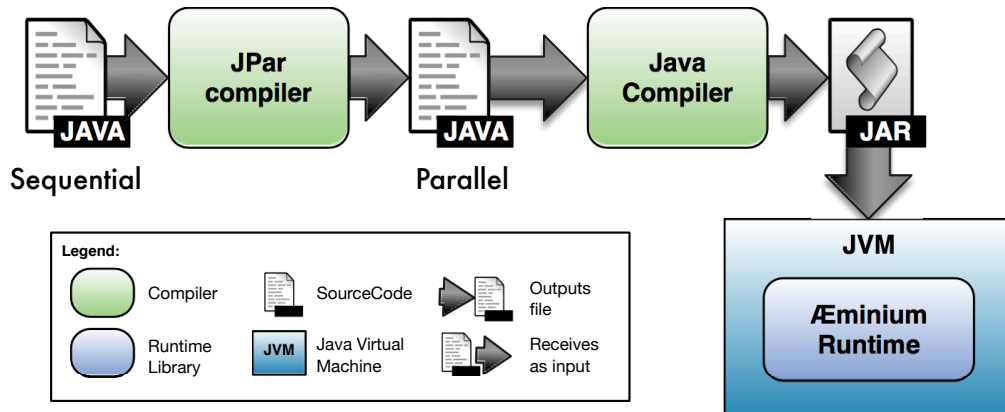 JPar
compiler
Java
Compiler
JAVA
JAVA
JAR
Sequential
Parallel
JVM
Æminium
Runtime
Legend:
Compiler
SourceCode
Outputs
file
Runtime
Library
JVM
Java Virtual
Machine
Receives
as input